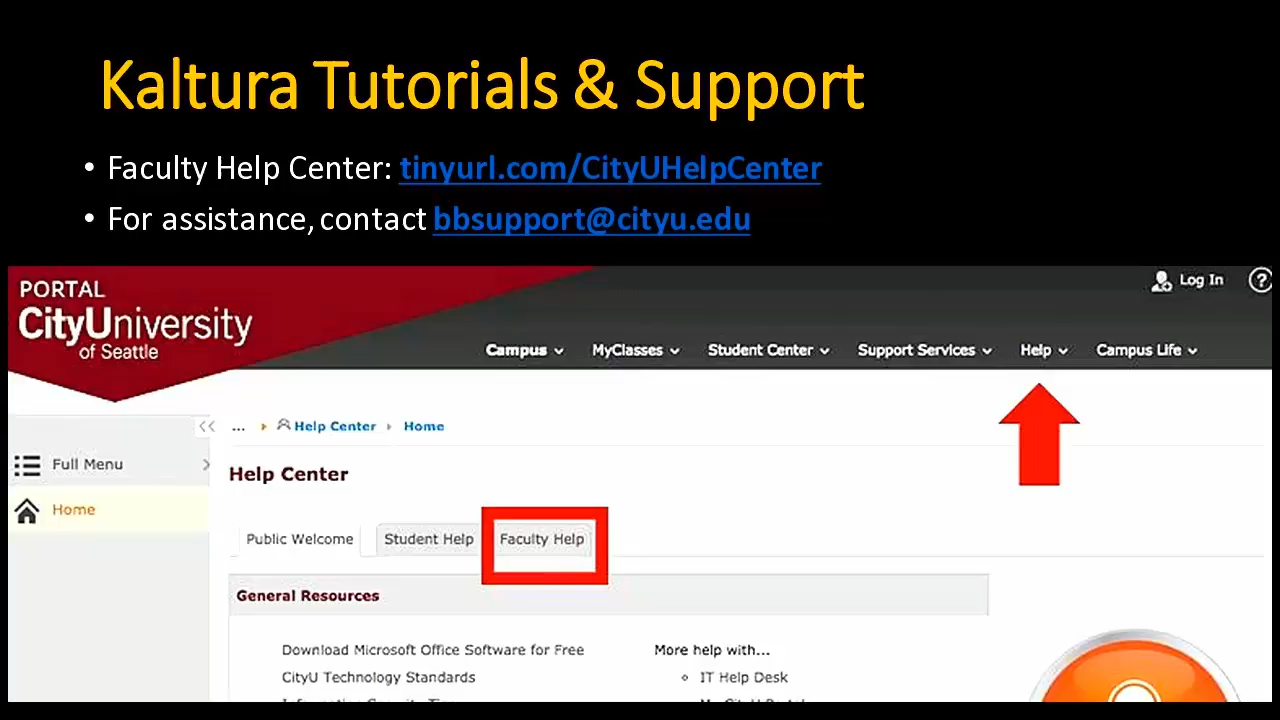 Kaltura Tutorials & Support
• Faculty Help Center: tinyurl.com/CityUHelpCenter
• For assistance, contact bbsupport@cityu.edu
PORTAL
CityUniversity
of Seattle
Log In
?
Campus MyClasses Student Center Support Services Help Campus Life
... Help Center Home
Full Menu
Home
Help Center
Public Welcome Student Help Faculty Help
General Resources
Download Microsoft Office Software for Free
CityU Technology Standards
More help with...
IT Help Desk